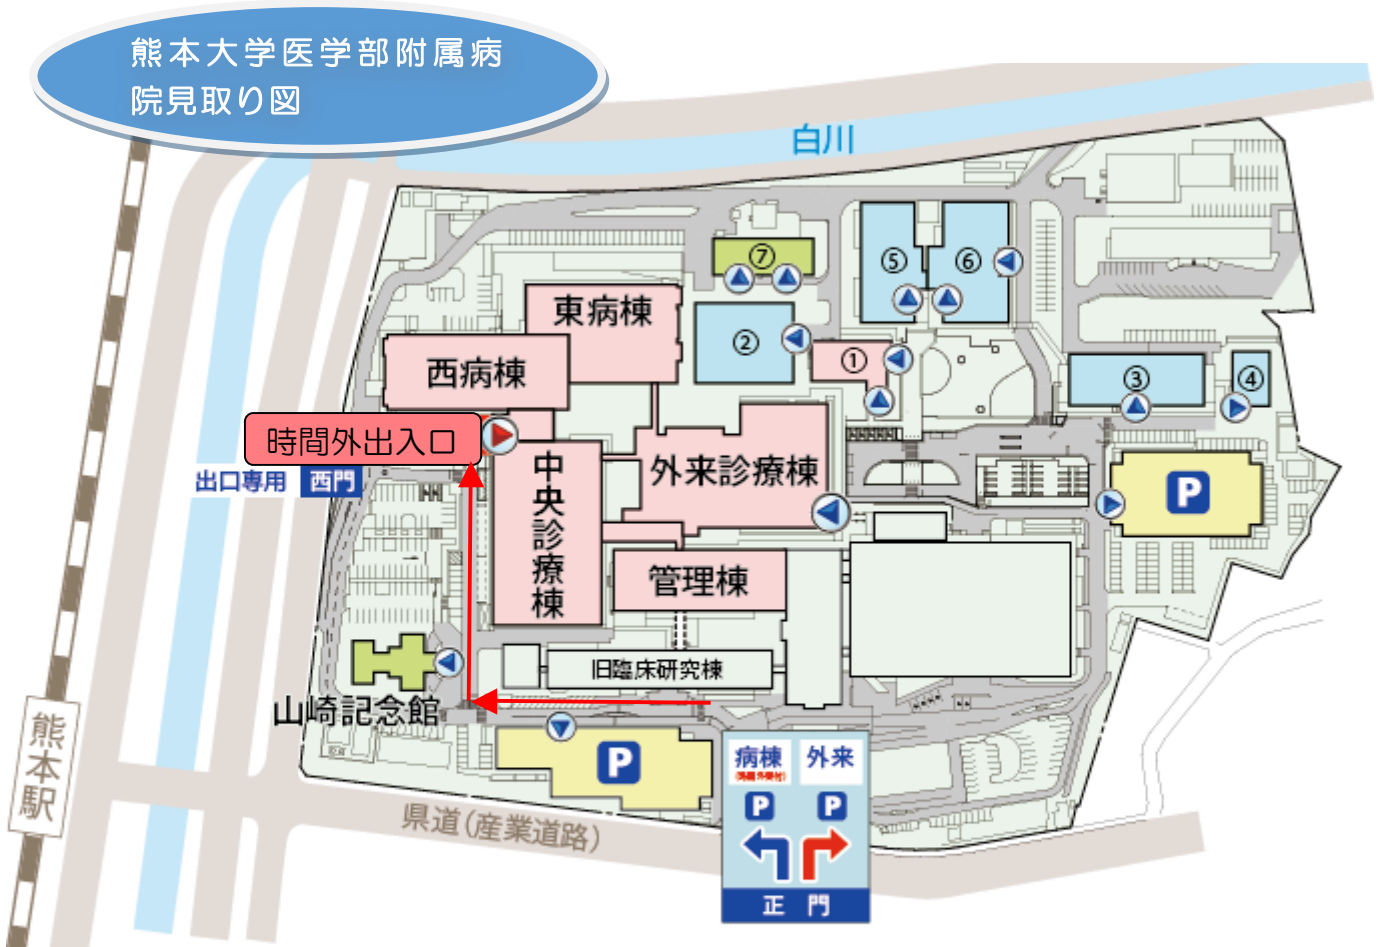 熊本大学医学部附属病
院見取り図
白川
⑦
⑤
⑥
東病棟
②
①
西病棟
③
④
時間外出入口
外来診療棟
中央診療棟
出口専用 西門
P
管理棟
旧臨床研究棟
山崎記念館
P
病棟 外来
P P
熊本駅
県道(産業道路)
正門